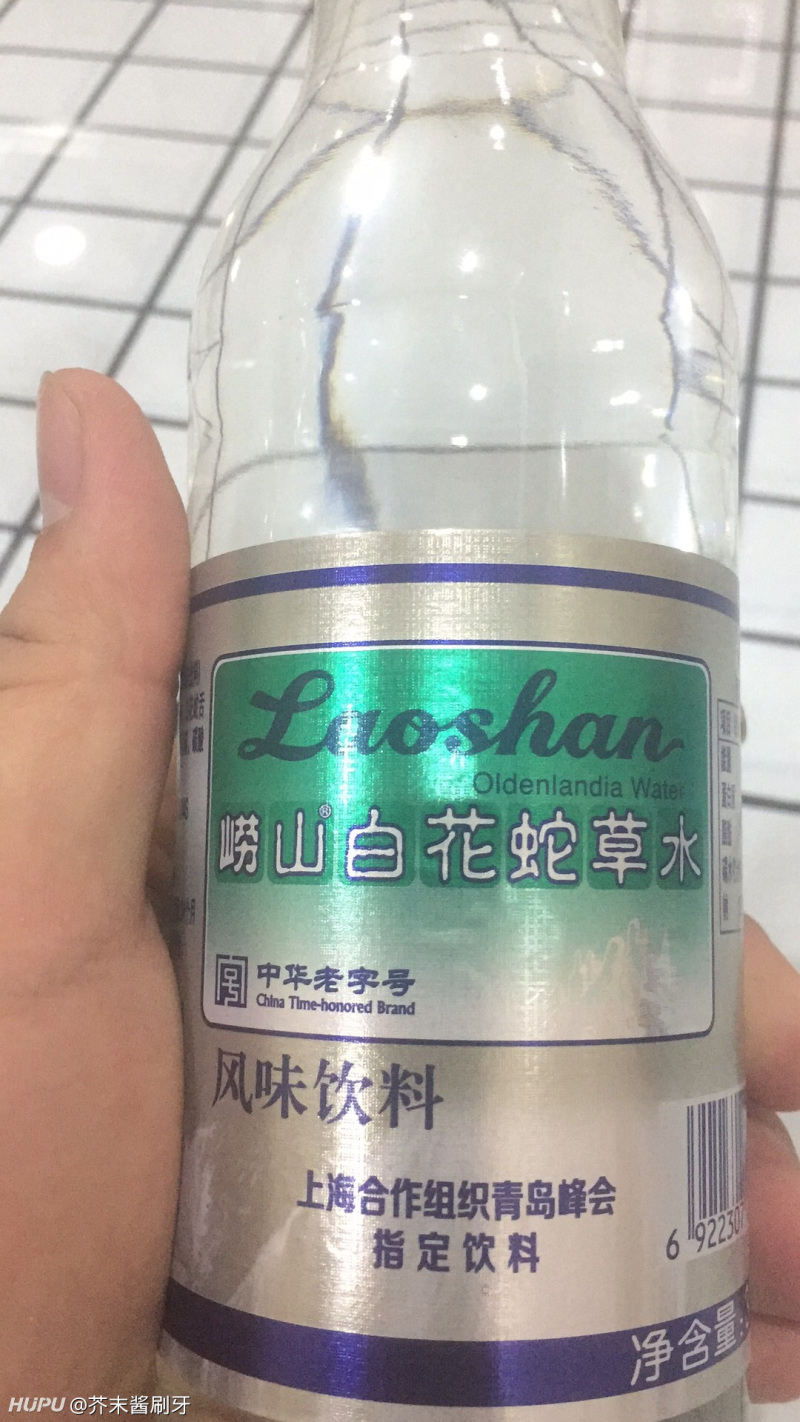 Laoshan
Oldenlandia Water
崂山®白花蛇草水
中华老字号
China Time-honored Brand
风味饮料
上海合作组织青岛峰会
指定饮料
6 92230
净含量:
HUPU @芥末酱刷牙